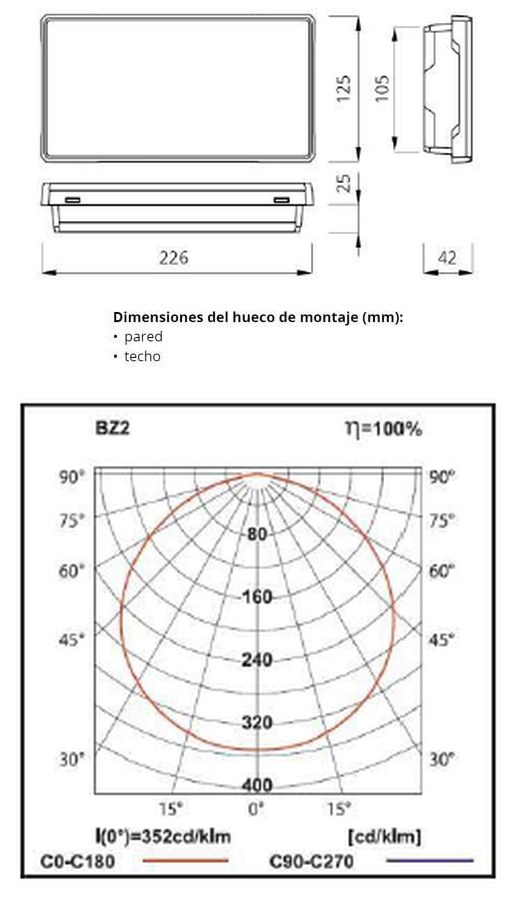 125
105
25
226
42
Dimensiones del hueco de montaje (mm):
• pared
• techo
BZ2 η=100%
90° 90°
75° 75°
80
60° 60°
160
45° 45°
240
320
30° 30°
400
15° 0° 15°
I(0°)=352cd/klm [cd/klm]
C0-C180 C90-C270